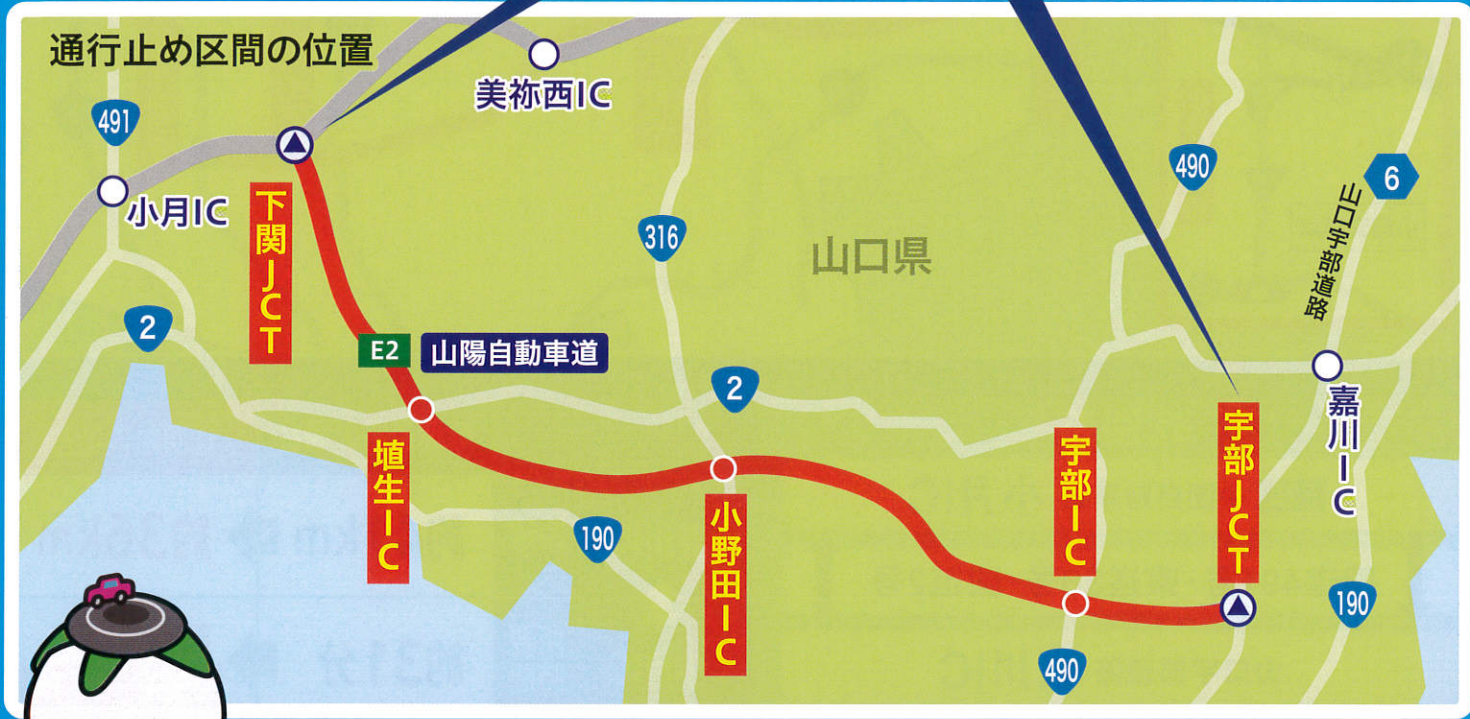 通行止め区間の位置
美祢西IC
491
小月IC
下関JCT
490
6
山口宇部道路
316
山口県
2
E2
山陽自動車道
2
嘉川IC
埴生IC
宇部IC
宇部JCT
小野田IC
190
190
490